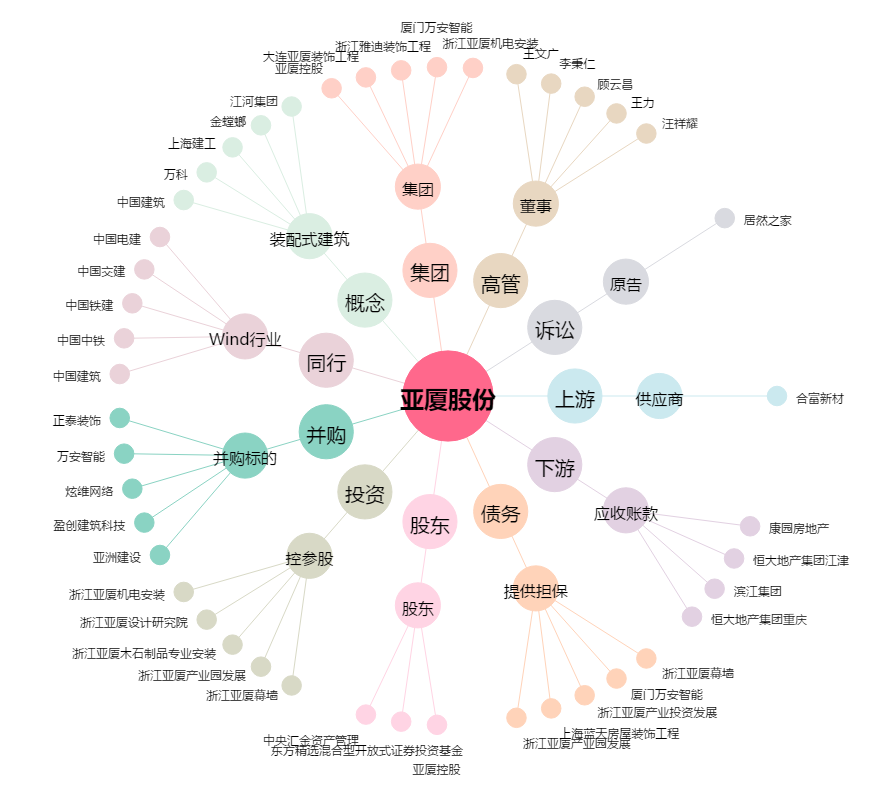 厦门万安智能
浙江雅迪装饰工程
浙江亚厦机电安装
大连亚厦装饰工程
亚厦控股
王文广
李秉仁
顾云昌
王力
汪祥耀
江河集团
金螳螂
上海建工
万科
中国建筑
集团
董事
装配式建筑
居然之家
中国电建
中国交建
中国铁建
中国中铁
中国建筑
集团
高管
原告
概念
诉讼
Wind行业
同行
亚厦股份
上游
供应商
合富新材
正泰装饰
万安智能
炫维网络
盈创建筑科技
亚洲建设
并购
并购标的
下游
投资
应收账款
股东
债务
康园房地产
恒大地产集团江津
滨江集团
恒大地产集团重庆
控参股
提供担保
股东
浙江亚厦机电安装
浙江亚厦设计研究院
浙江亚厦木石制品专业安装
浙江亚厦产业园发展
浙江亚厦幕墙
浙江亚厦幕墙
厦门万安智能
浙江亚厦产业投资发展
上海蓝天房屋装饰工程
浙江亚厦产业园发展
中央汇金资产管理
东方精选混合型开放式证券投资基金
亚厦控股